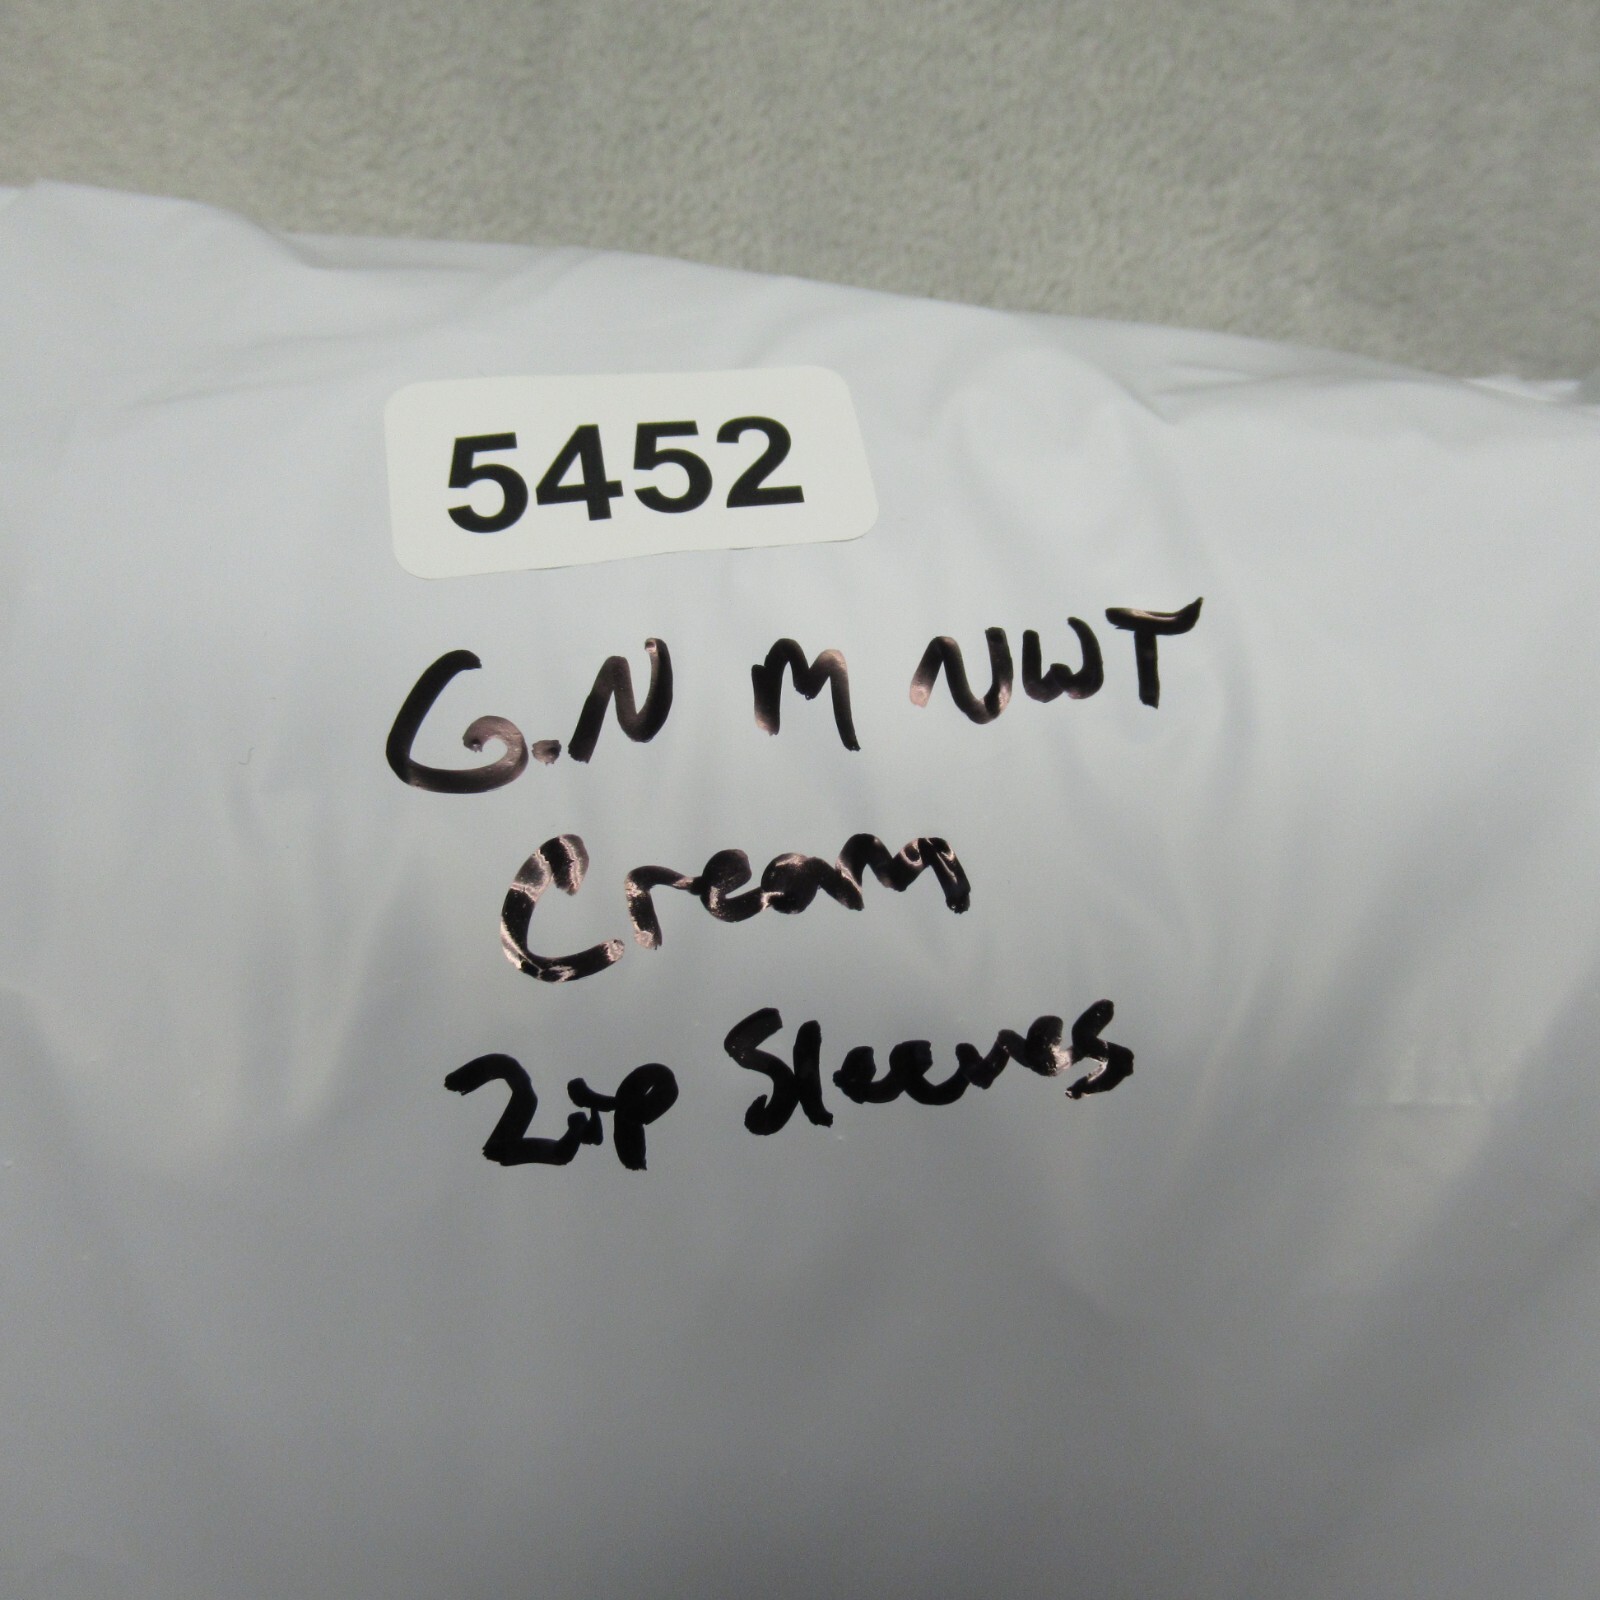 5452
G.N M NWT
Cream
Zip Sleeves